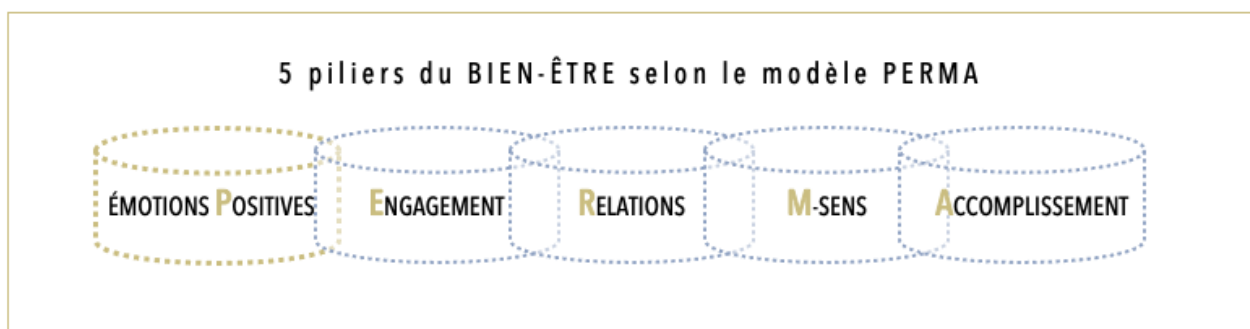 5 piliers du BIEN-ÊTRE selon le modèle PERMA
ÉMOTIONS POSITIVES ENGAGEMENT RELATIONS M-SENS ACCOMPLISSEMENT